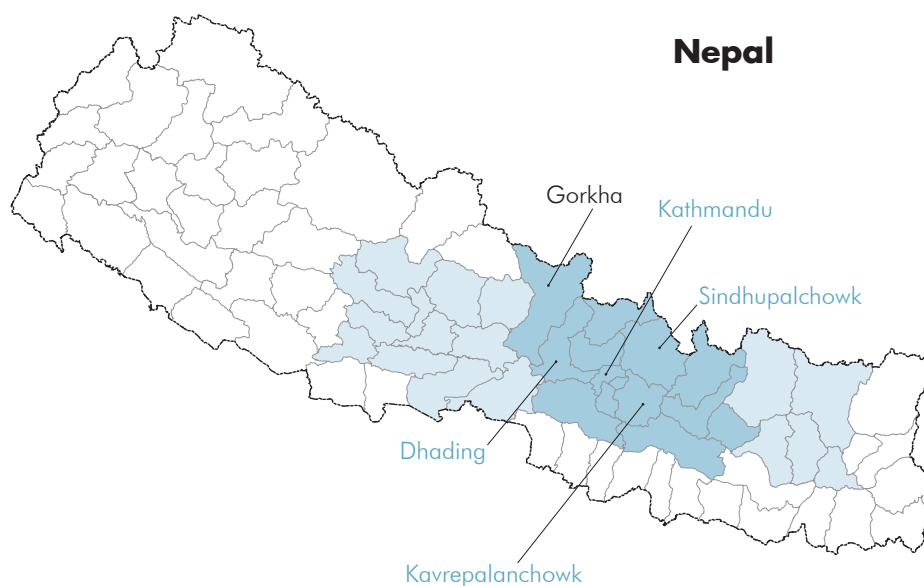 Nepal
Gorkha
Kathmandu
Sindhupalchowk
Dhading
Kavrepalanchowk